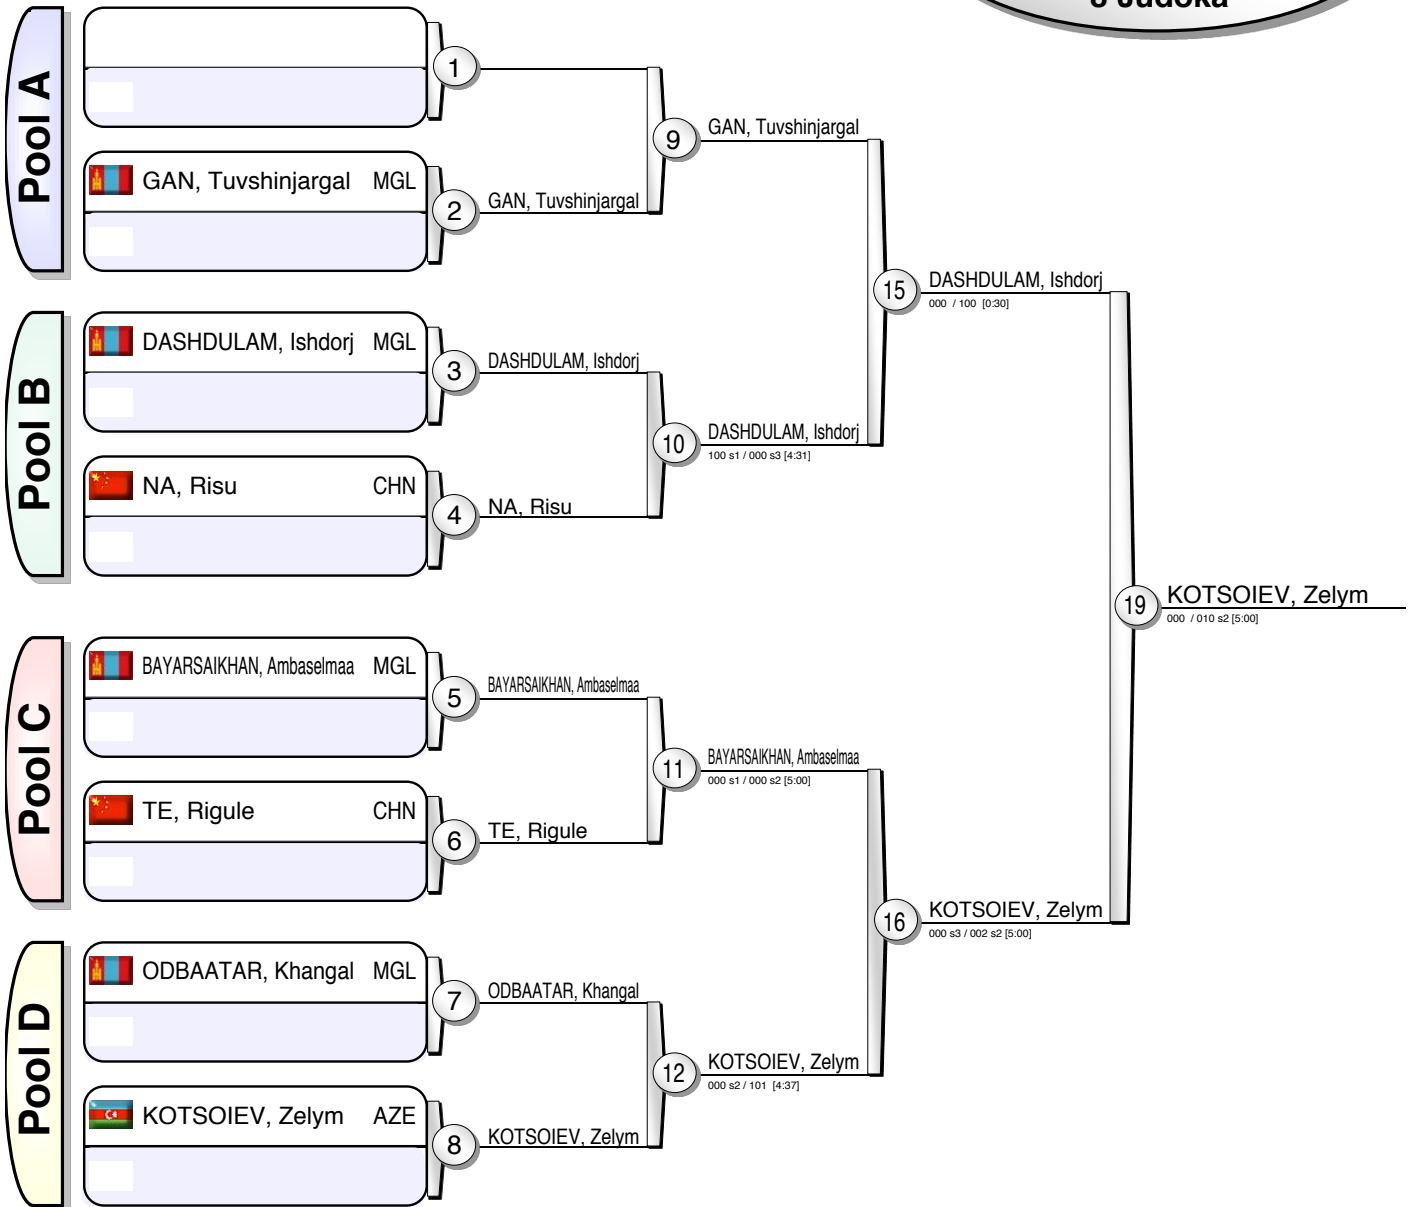 8 Judoka
Pool A
1
GAN, Tuvshinjargal MGL
2
GAN, Tuvshinjargal
9
GAN, Tuvshinjargal
Pool B
DASHDULAM, Ishdorj MGL
3
DASHDULAM, Ishdorj
NA, Risu CHN
4
NA, Risu
10
DASHDULAM, Ishdorj
100 s1 / 000 s3 [4:31]
15
DASHDULAM, Ishdorj
000 / 100 [0:30]
Pool C
BAYARSAIKHAN, Ambaselmaa MGL
5
BAYARSAIKHAN, Ambaselmaa
TE, Rigule CHN
6
TE, Rigule
11
BAYARSAIKHAN, Ambaselmaa
000 s1 / 000 s2 [5:00]
Pool D
ODBAATAR, Khangal MGL
7
ODBAATAR, Khangal
KOTSOIEV, Zelym AZE
8
KOTSOIEV, Zelym
12
KOTSOIEV, Zelym
000 s2 / 101 [4:37]
16
KOTSOIEV, Zelym
000 s3 / 002 s2 [5:00]
19
KOTSOIEV, Zelym
000 / 010 s2 [5:00]